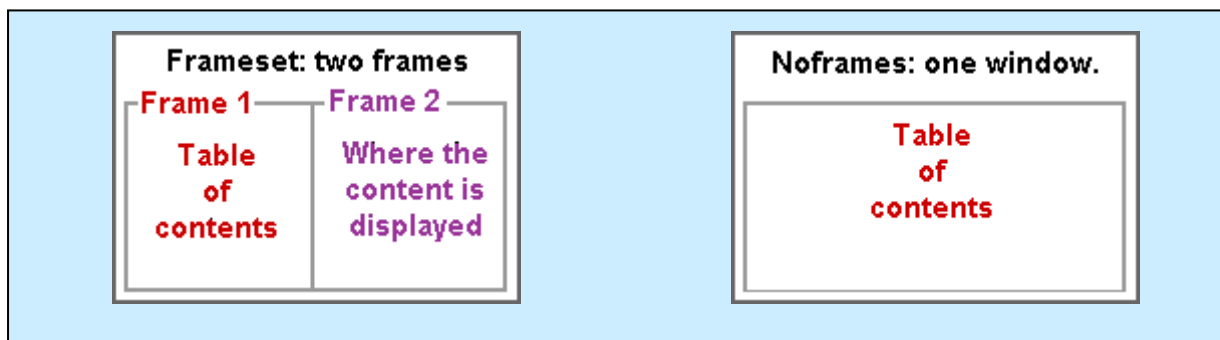 Frameset: two frames
Frame 1
Table
of
contents
Frame 2
Where the
content is
displayed
Noframes: one window.
Table
of
contents